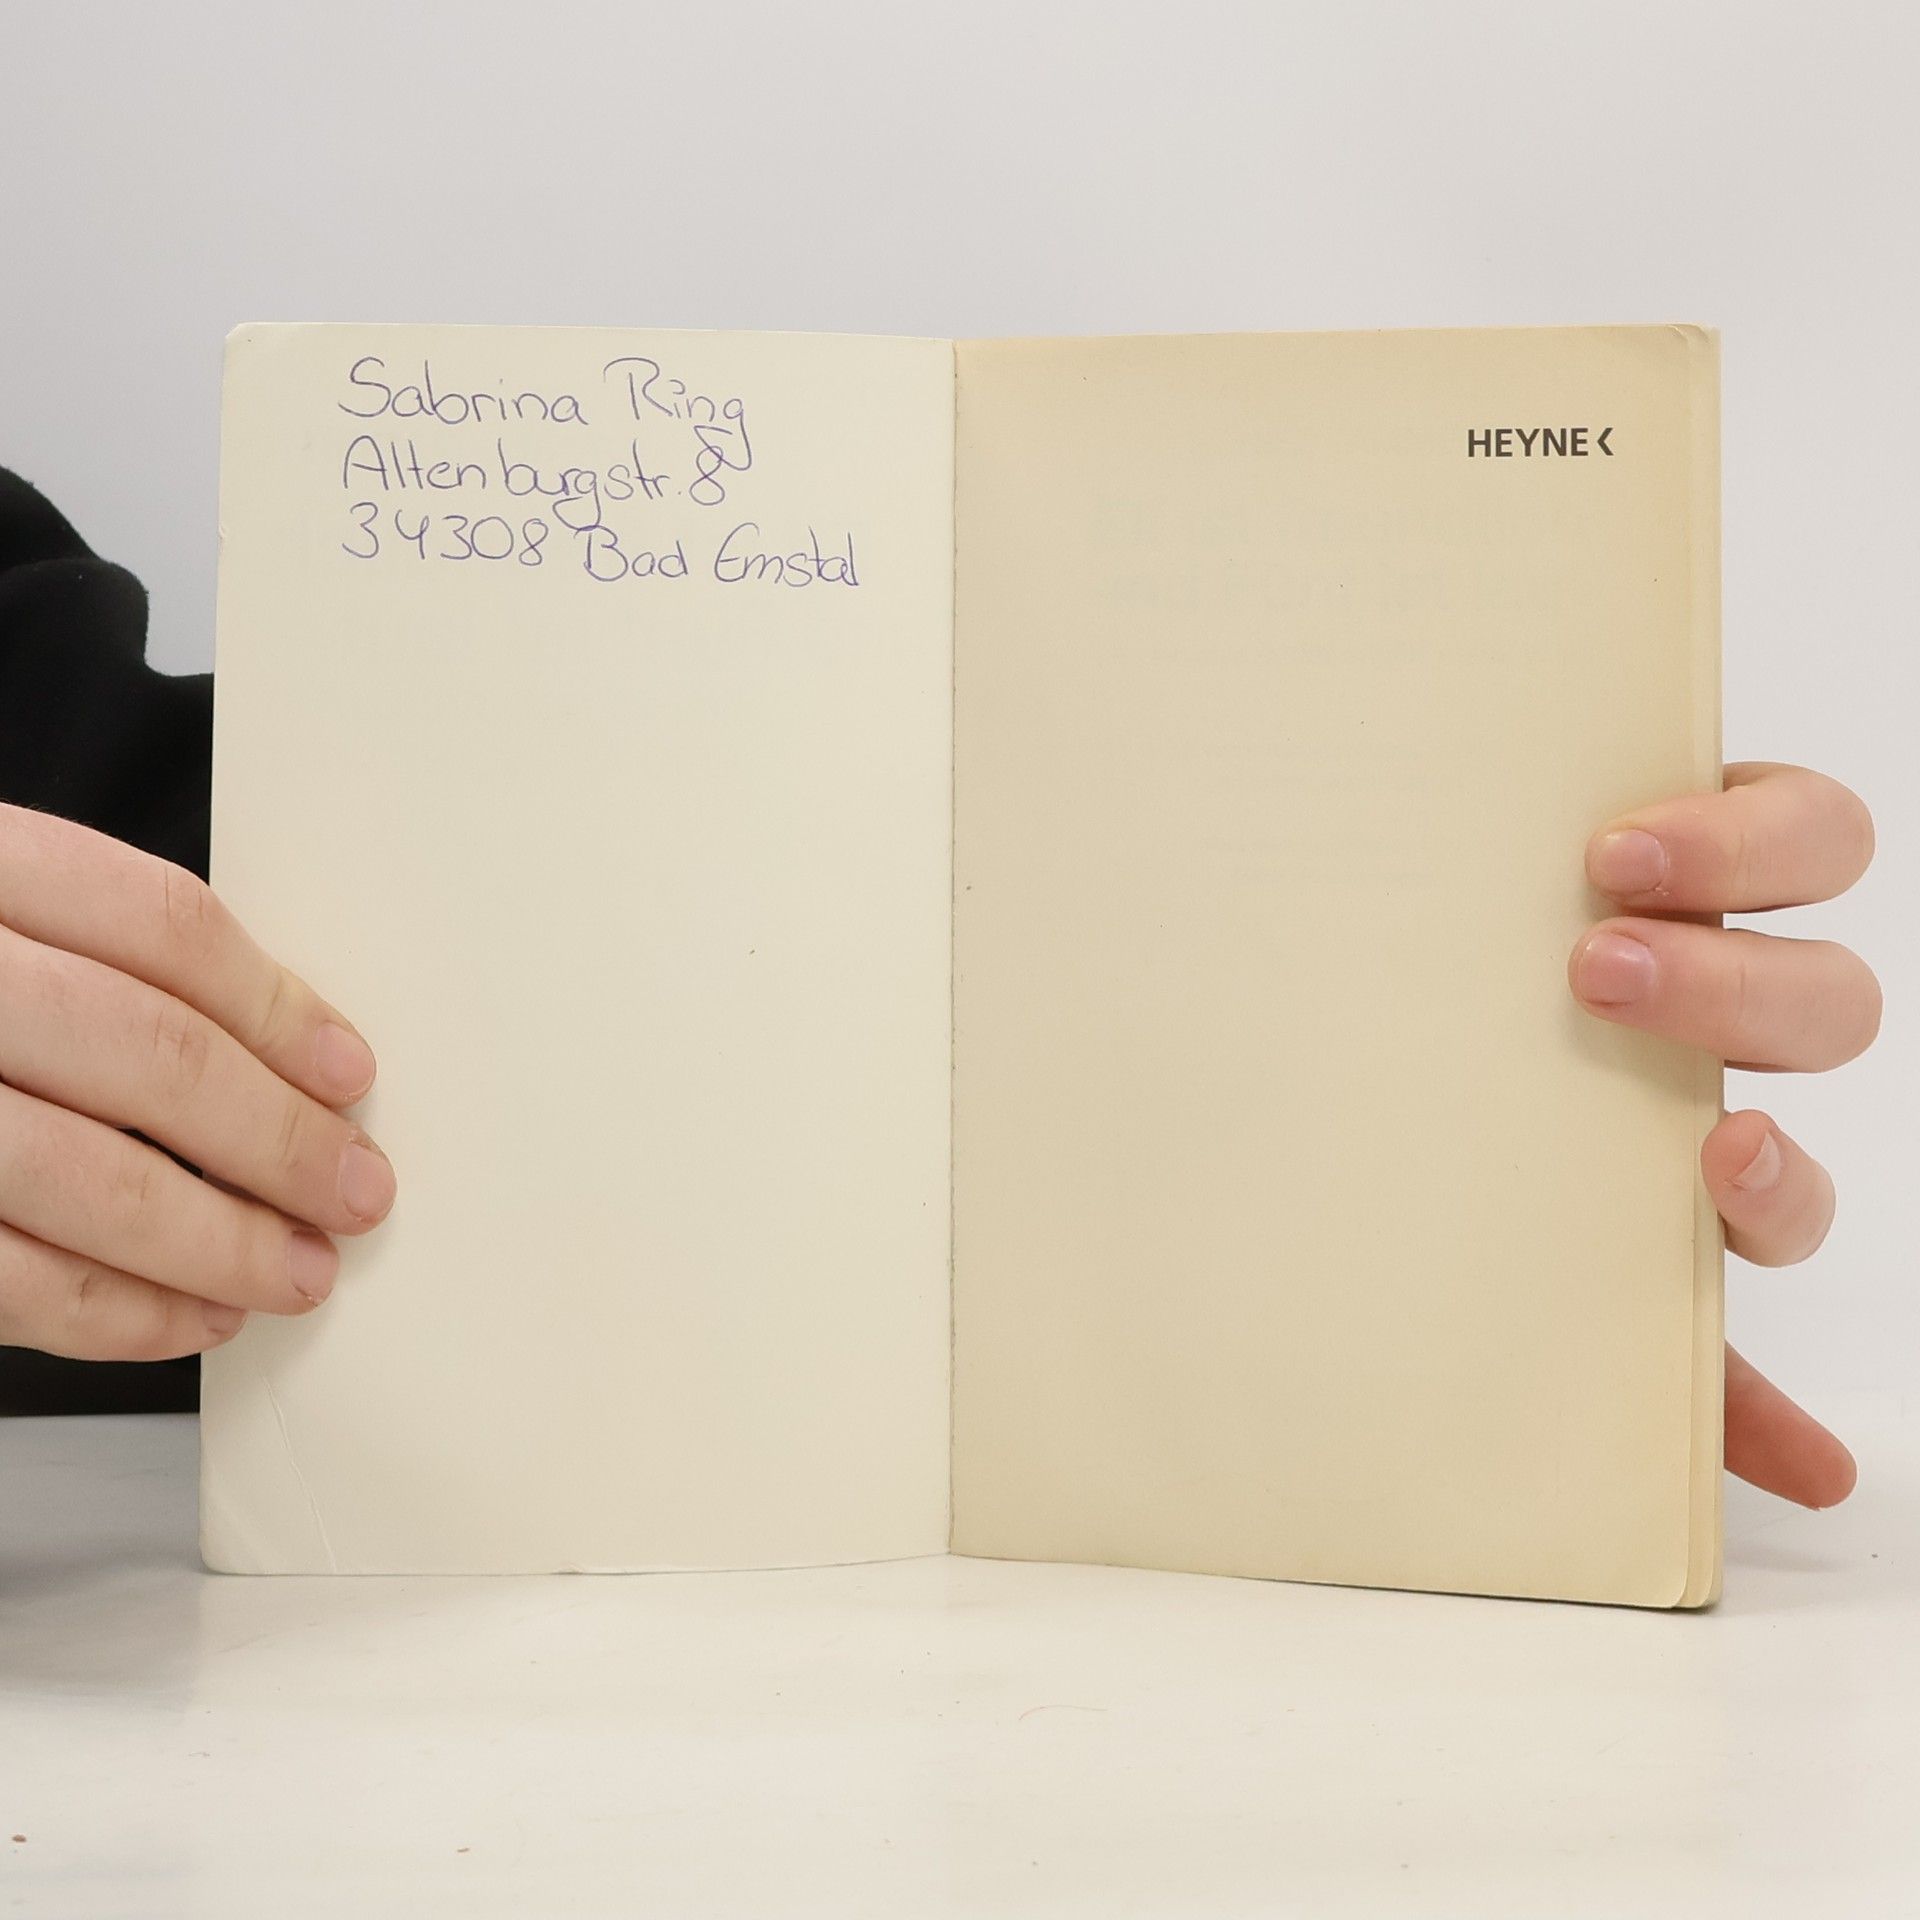 Sabrina Ring
Altenburgstr. 8
34308 Bad Emstal
HEYNE <